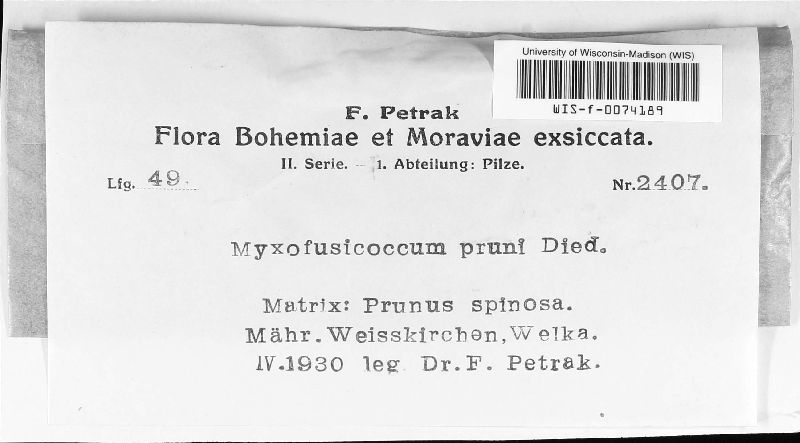 University of Wisconsin-Madison (WIS)
WIS-f-0074189
F. Petrak
Flora Bohemiae et Moraviae exsiccata.
II. Serie. – 1. Abteilung: Pilze.
Lfg. 49.
Nr. 2407.
Myxofusicoccum pruni Died.
Matrix: Prunus spinosa.
Mähr. Weisskirchen, Welka.
IV.1930 leg Dr. F. Petrak.